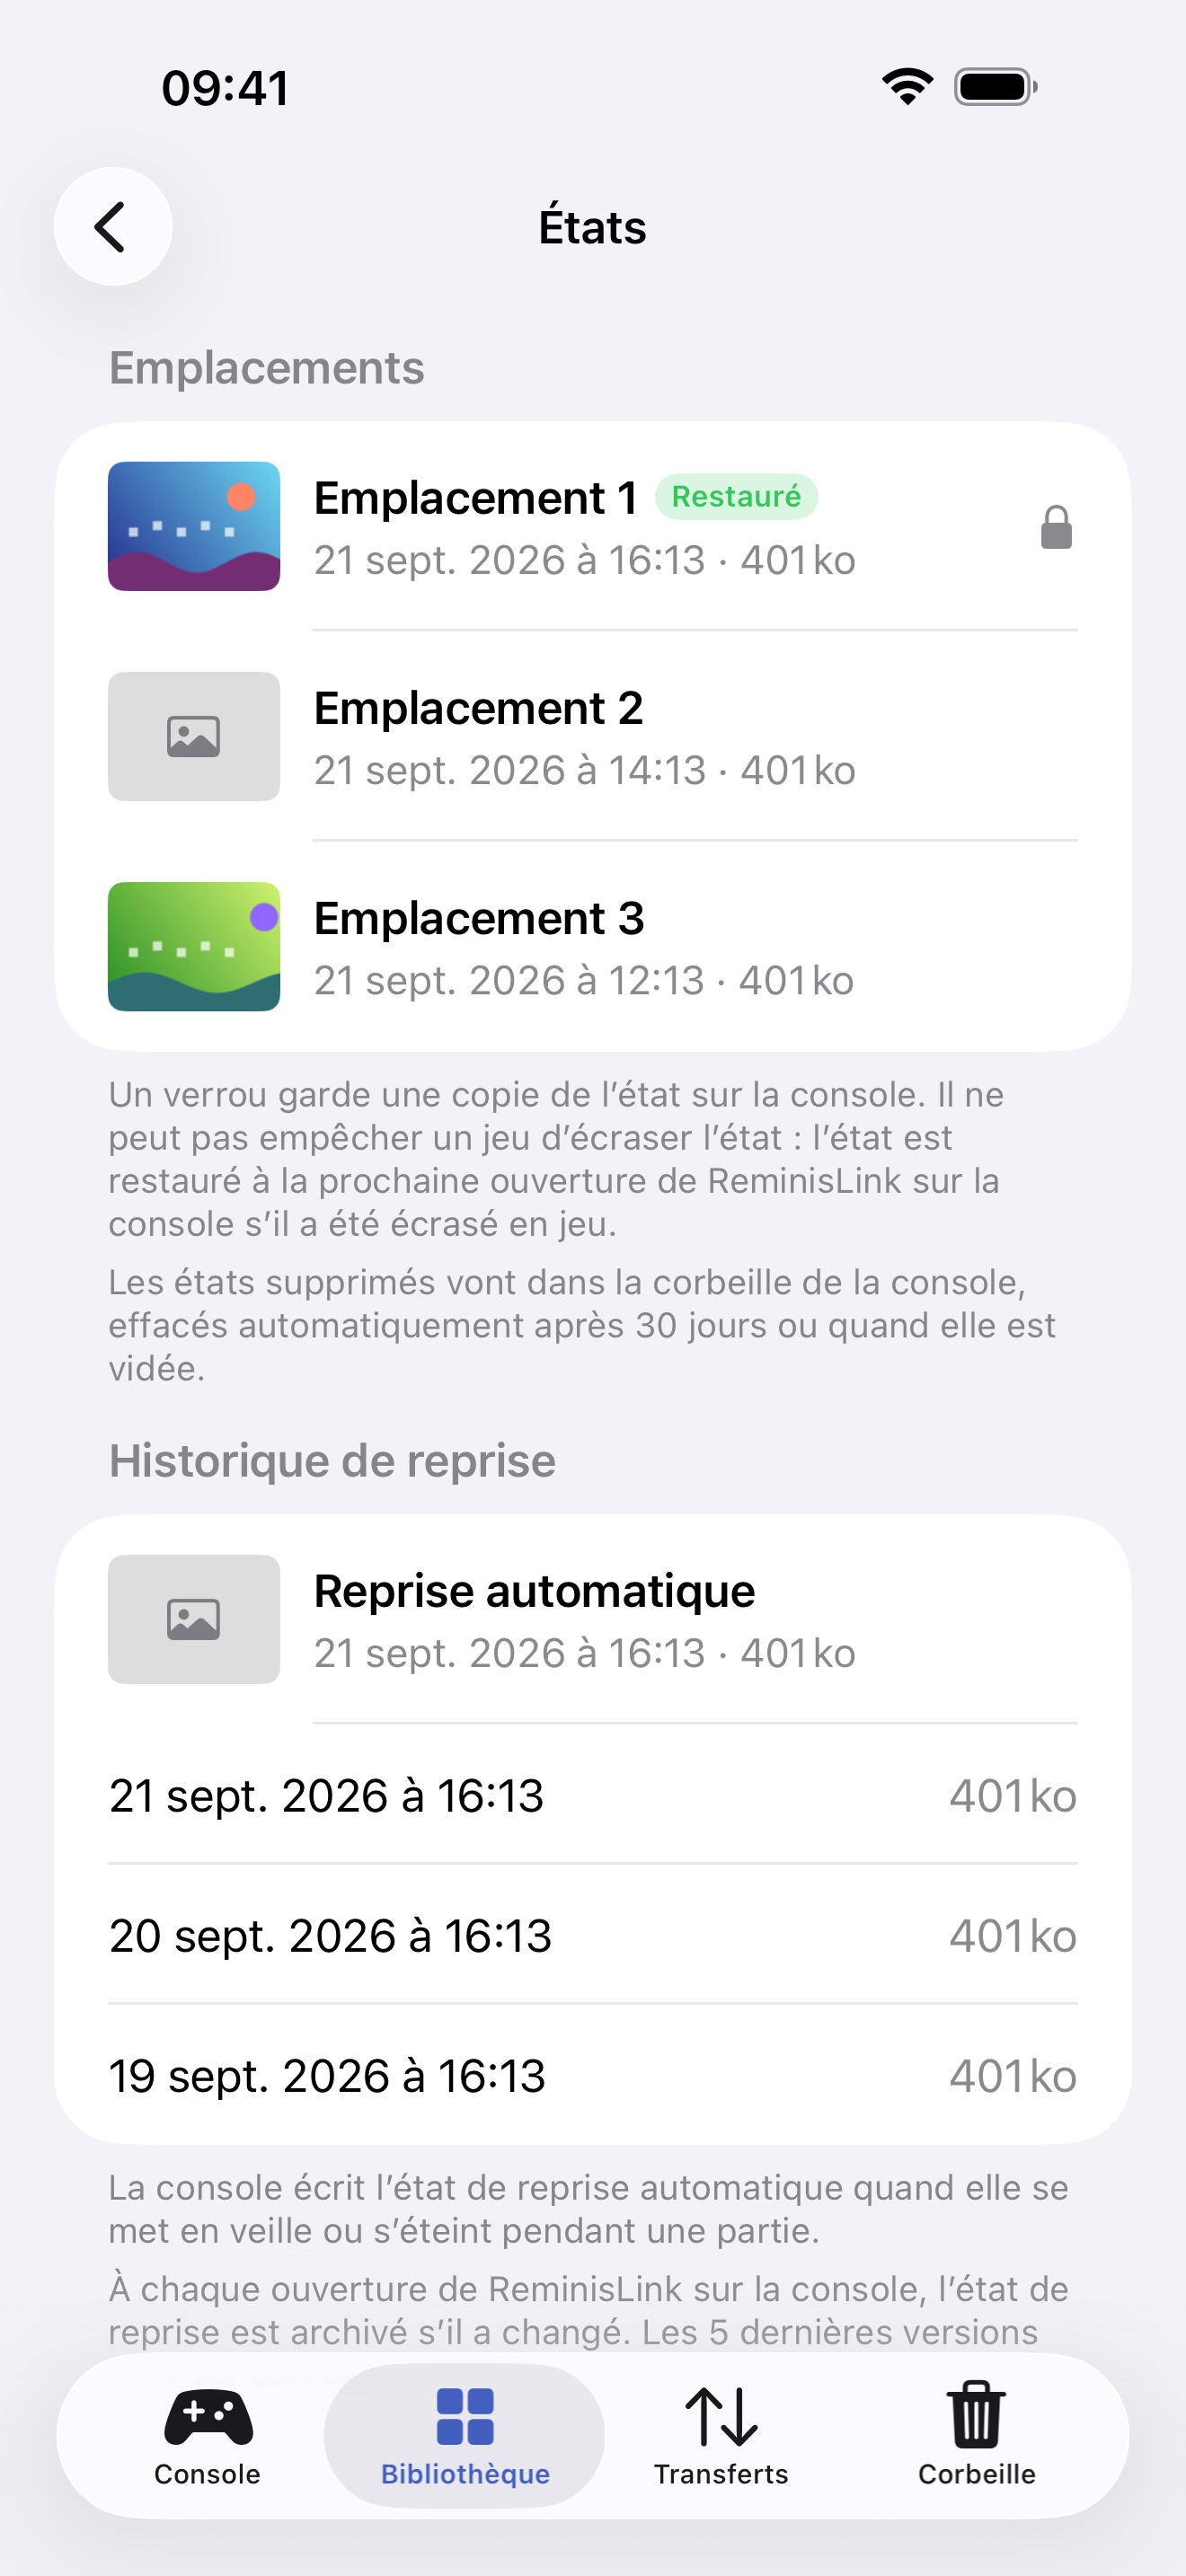 09:41
États
Emplacements
Emplacement 1 Restauré
21 sept. 2026 à 16:13 · 401 ko
Emplacement 2
21 sept. 2026 à 14:13 · 401 ko
Emplacement 3
21 sept. 2026 à 12:13 · 401 ko
Un verrou garde une copie de l’état sur la console. Il ne
peut pas empêcher un jeu d’écraser l’état : l’état est
restauré à la prochaine ouverture de ReminisLink sur la
console s’il a été écrasé en jeu.
Les états supprimés vont dans la corbeille de la console,
effacés automatiquement après 30 jours ou quand elle est
vidée.
Historique de reprise
Reprise automatique
21 sept. 2026 à 16:13 · 401 ko
21 sept. 2026 à 16:13 401 ko
20 sept. 2026 à 16:13 401 ko
19 sept. 2026 à 16:13 401 ko
La console écrit l’état de reprise automatique quand elle se
met en veille ou s’éteint pendant une partie.
À chaque ouverture de ReminisLink sur la console, l’état de
reprise est archivé s’il a changé. Les 5 dernières versions
Console Bibliothèque Transferts Corbeille